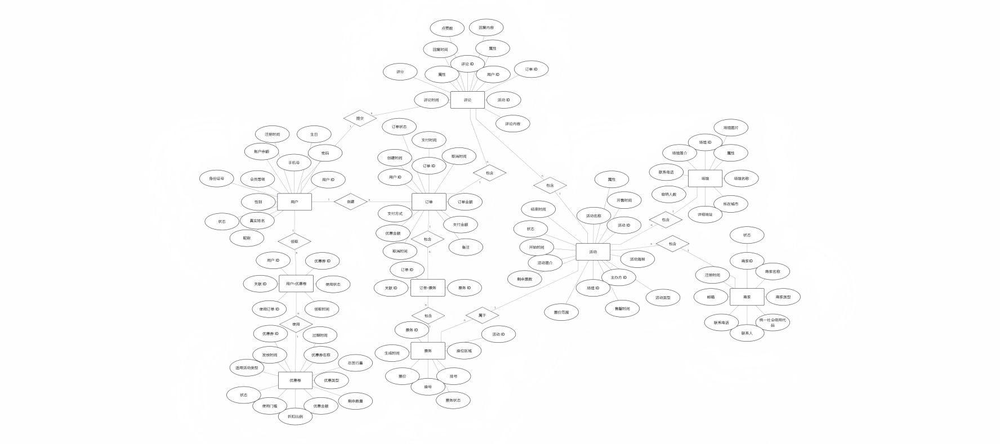 点赞数
回复内容
回复时间
属性
评论 ID
订单 ID
评分
属性
用户 ID
评论时间
评论
活动 ID
评论内容
提交
n
1
注册时间
生日
账户余额
密码
手机号
身份证号
会员等级
用户 ID
性别
用户
状态
真实姓名
昵称
1
创建
n
订单状态
支付时间
创建时间
取消时间
订单 ID
用户 ID
订单
订单金额
支付方式
支付金额
优惠金额
取消时间
备注
n
包含
1
n
包含
1
1
领取
n
用户 ID
优惠券 ID
关联 ID
用户-优惠卷
使用状态
使用订单 ID
领取时间
n
使用
1
优惠券 ID
过期时间
发放时间
优惠券名称
适用活动类型
总发行量
优惠卷
优惠类型
状态
使用门槛
优惠金额
剩余数量
折扣比例
1
包含
n
订单 ID
关联 ID
订单-票务
票务 ID
n
包含
1
票务 ID
活动 ID
生成时间
票务
座位区域
票价
排号
座号
票务状态
1
属于
n
属性
开售时间
结束时间
活动名称
活动 ID
状态
开始时间
活动
活动海报
活动简介
剩余票数
主办方 ID
场馆 ID
活动类型
票价范围
售罄时间
场馆图片
场馆 ID
场馆简介
属性
联系电话
场馆
场馆名称
容纳人数
所在城市
详细地址
1
包含
n
n
包含
1
状态
商家ID
商家名称
注册时间
邮箱
商家
商家类型
联系电话
统一社会信用代
码
联系人